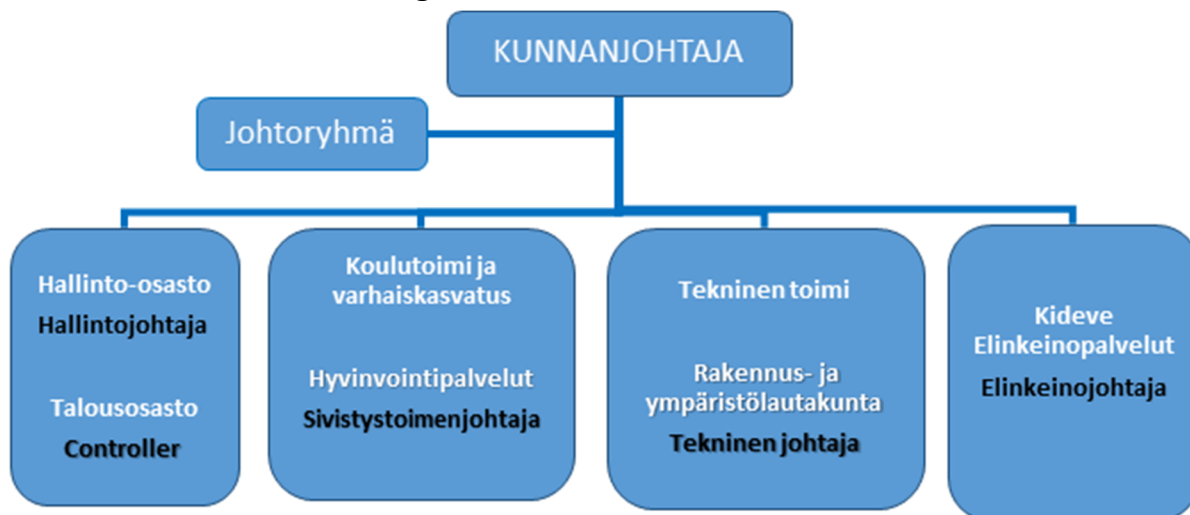 KUNNANJOHTAJA
Johtoryhmä
Hallinto-osasto
Hallintojohtaja
Talousosasto
Controller
Koulutoimi ja
varhaiskasvatus
Hyvinvointipalvelut
Sivistystoimenjohtaja
Tekninen toimi
Rakennus- ja
ympäristölautakunta
Tekninen johtaja
Kideve
Elinkeinopalvelut
Elinkeinojohtaja